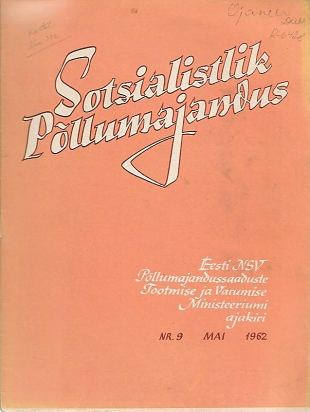 Sotsialistlik
Põllumajandus
Eesti NSV
Põllumajandussaaduste
Tootmise ja Varumise
Ministeeriumi
ajakiri
NR. 9 MAI 1962